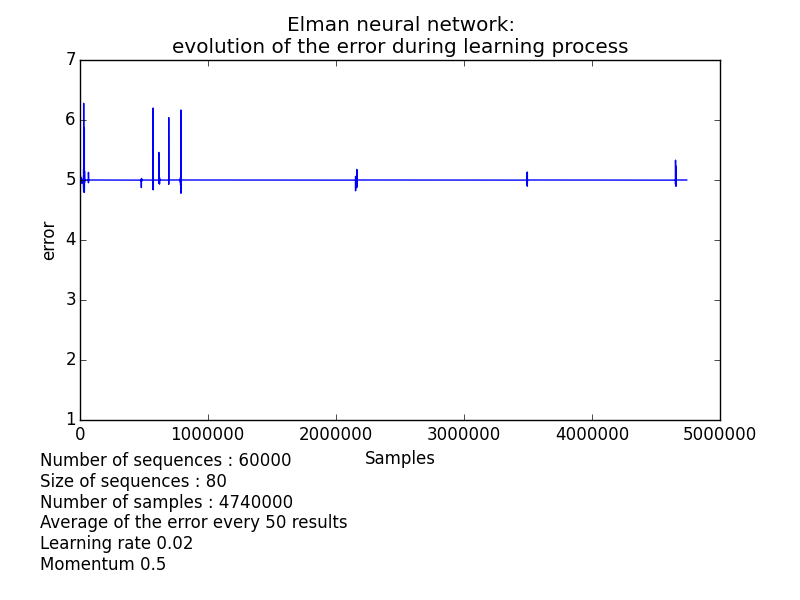 Elman neural network:
evolution of the error during learning process
7
6
5
4
3
2
1
error
0 1000000 2000000 3000000 4000000 5000000
Samples
Number of sequences : 60000
Size of sequences : 80
Number of samples : 4740000
Average of the error every 50 results
Learning rate 0.02
Momentum 0.5